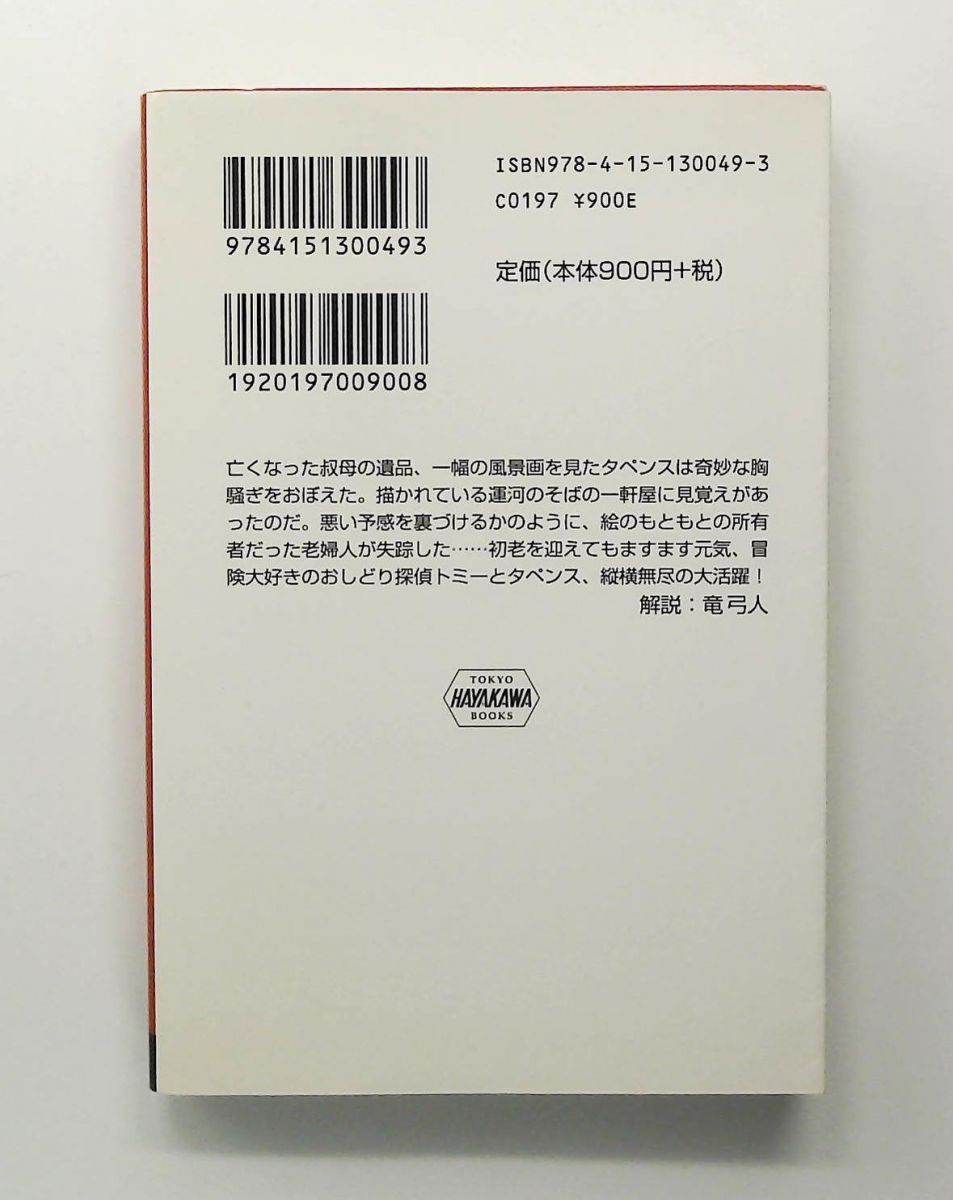 ISBN978-4-15-130049-3
C0197 ¥900E
定価(本体900円+税)
9784151300493
1920197009008
亡くなった叔母の遺品、一幅の風景画を見たタペンスは奇妙な胸
騒ぎをおぼえた。描かれている運河のそばの一軒屋に見覚えがあ
ったのだ。悪い予感を裏づけるかのように、絵のもともとの所有
者だった老婦人が失踪した……初老を迎えてもますます元気、冒
険大好きのおしどり探偵トミーとタペンス、縦横無尽の大活躍！
解説：竜弓人
TOKYO
HAYAKAWA
BOOKS